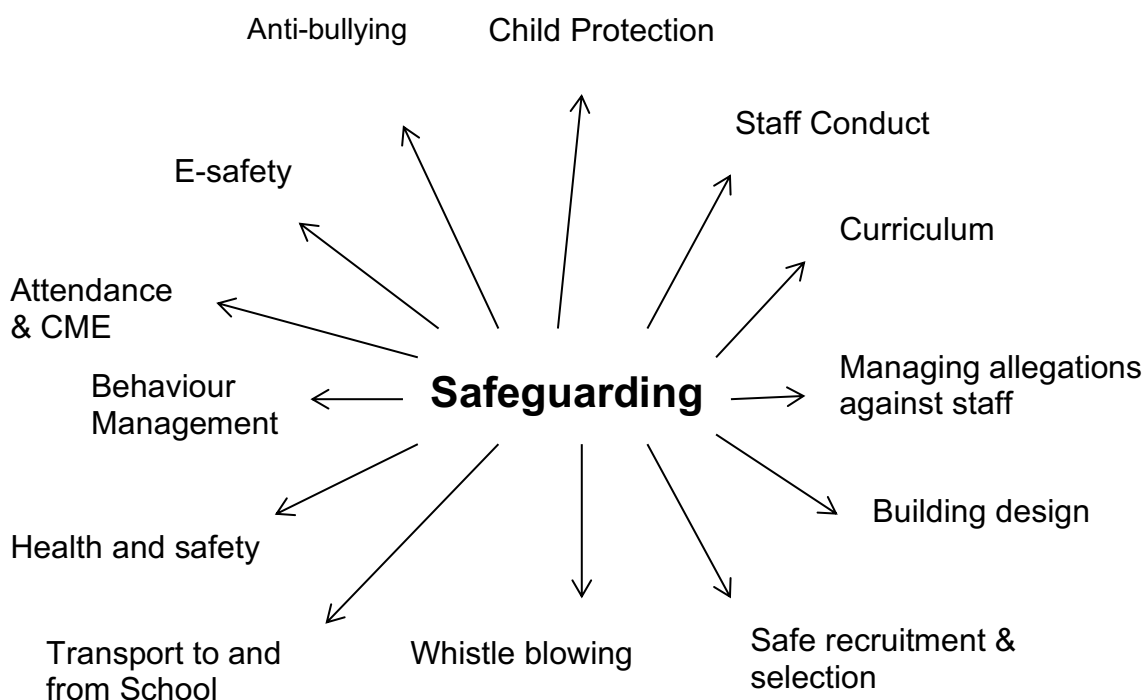 Anti-bullying
Child Protection
Staff Conduct
E-safety
Curriculum
Attendance
& CME
Managing allegations
against staff
Behaviour
Management
Safeguarding
Building design
Health and safety
Transport to and
from School
Whistle blowing
Safe recruitment &
selection